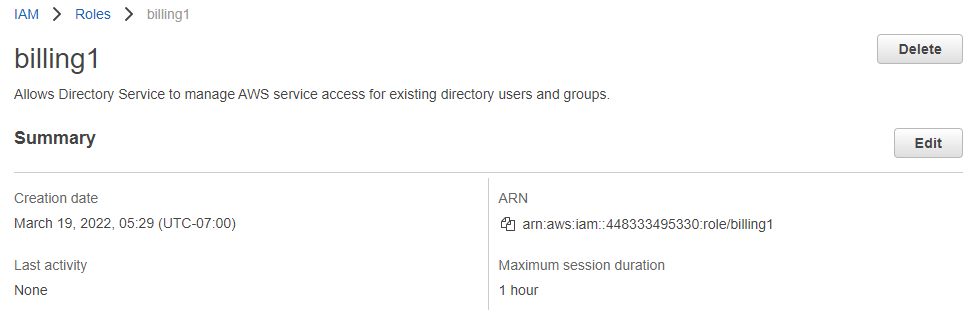 IAM > Roles > billing1
billing1
Delete
Allows Directory Service to manage AWS service access for existing directory users and groups.
Summary
Edit
Creation date
March 19, 2022, 05:29 (UTC-07:00)
ARN
arn:aws:iam::448333495330:role/billing1
Last activity
None
Maximum session duration
1 hour